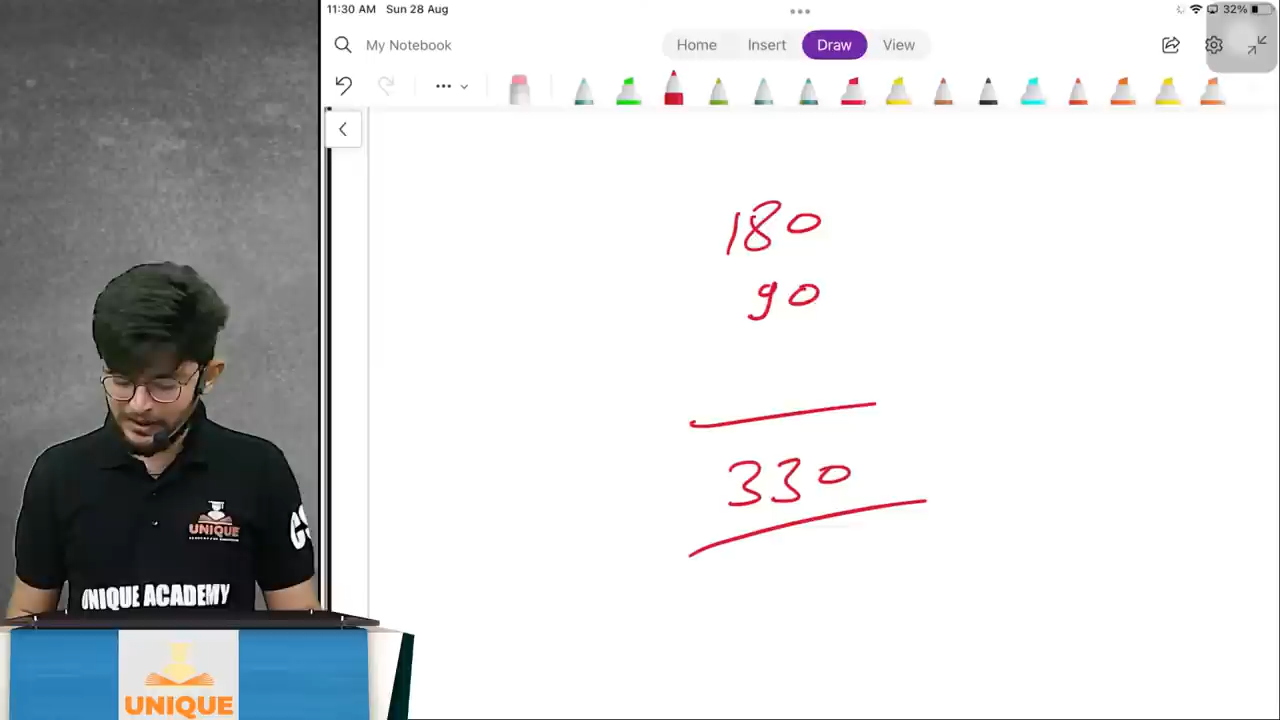 11:30 AM Sun 28 Aug
32%
My Notebook
Home Insert Draw View
180
90
330
UNIQUE
UNIQUE ACADEMY
UNIQUE